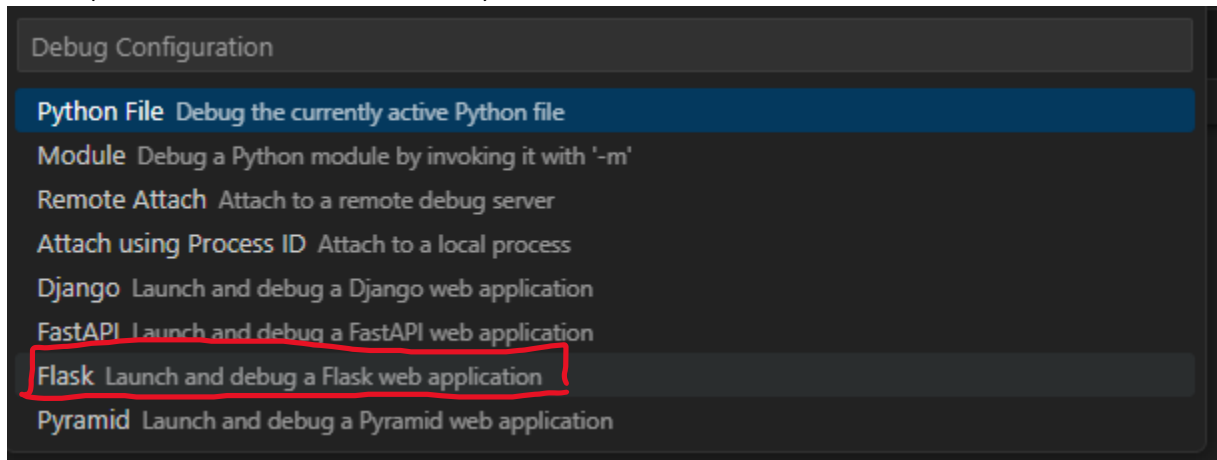 Debug Configuration
Python File Debug the currently active Python file
Module Debug a Python module by invoking it with '-m'
Remote Attach Attach to a remote debug server
Attach using Process ID Attach to a local process
Django Launch and debug a Django web application
FastAPI Launch and debug a FastAPI web application
Flask Launch and debug a Flask web application
Pyramid Launch and debug a Pyramid web application